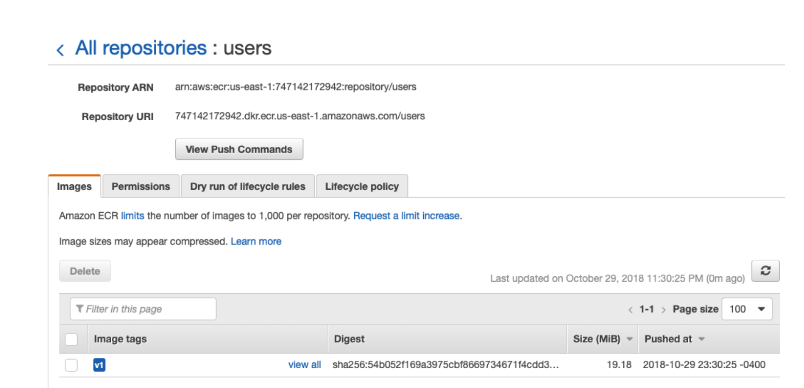 < All repositories : users
Repository ARN arn:aws:ecr:us-east-1:747142172942:repository/users
Repository URI 747142172942.dkr.ecr.us-east-1.amazonaws.com/users
View Push Commands
Images Permissions Dry run of lifecycle rules Lifecycle policy
Amazon ECR limits the number of images to 1,000 per repository. Request a limit increase.
Image sizes may appear compressed. Learn more
Delete
Last updated on October 29, 2018 11:30:25 PM (0m ago)
Filter in this page < 1-1 > Page size 100
Image tags Digest Size (MiB) Pushed at
v1 view all sha256:54b052f169a3975cbf8669734671f4cdd3... 19.18 2018-10-29 23:30:25 -0400